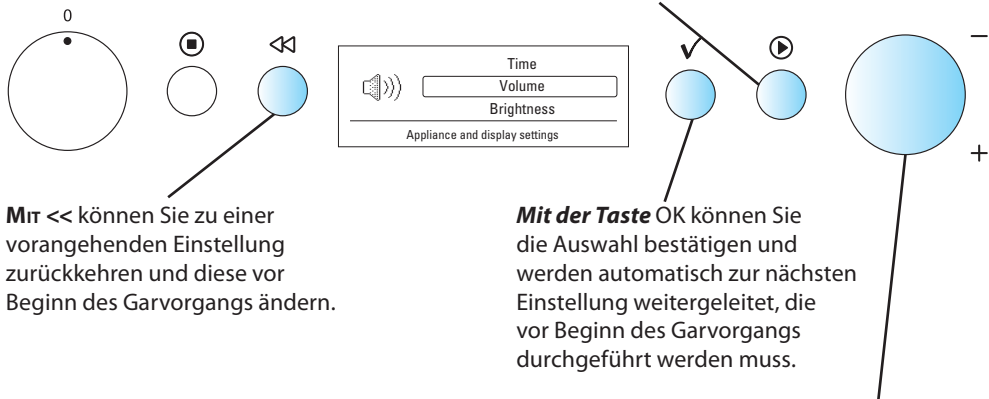 0
Time
Volume
Brightness
Appliance and display settings
−
+
MIT << können Sie zu einer
vorangehenden Einstellung
zurückkehren und diese vor
Beginn des Garvorgangs ändern.
Mit der Taste OK können Sie
die Auswahl bestätigen und
werden automatisch zur nächsten
Einstellung weitergeleitet, die
vor Beginn des Garvorgangs
durchgeführt werden muss.